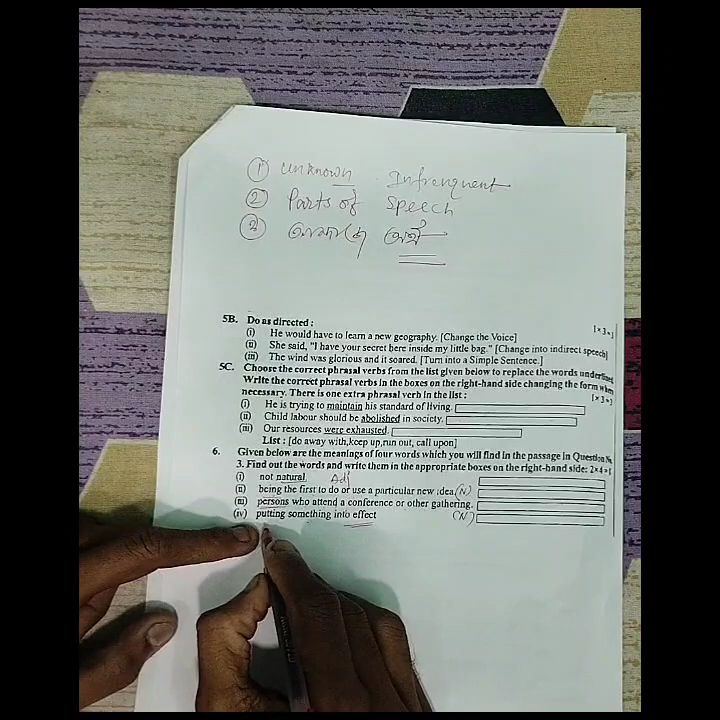 ① Unknown : Infrenquent
② Parts of Speech
5B. Do as directed :
1×3=3
(i) He would have to learn a new geography. [Change the Voice]
(ii) She said, "I have your secret here inside my little bag." [Change into indirect speech]
(iii) The wind was glorious and it soared. [Turn into a Simple Sentence.]
5C. Choose the correct phrasal verbs from the list given below to replace the words underlined.
Write the correct phrasal verbs in the boxes on the right-hand side changing the form where
necessary. There is one extra phrasal verb in the list :
[1×3=3
(i) He is trying to maintain his standard of living.
(ii) Child labour should be abolished in society.
(iii) Our resources were exhausted.
List : [do away with,keep up,run out, call upon]
6. Given below are the meanings of four words which you will find in the passage in Question No
3. Find out the words and write them in the appropriate boxes on the right-hand side: 2×4=
(i) not natural. Adj
(ii) being the first to do or use a particular new idea. (N)
(iii) persons who attend a conference or other gathering.
(iv) putting something into effect (N)